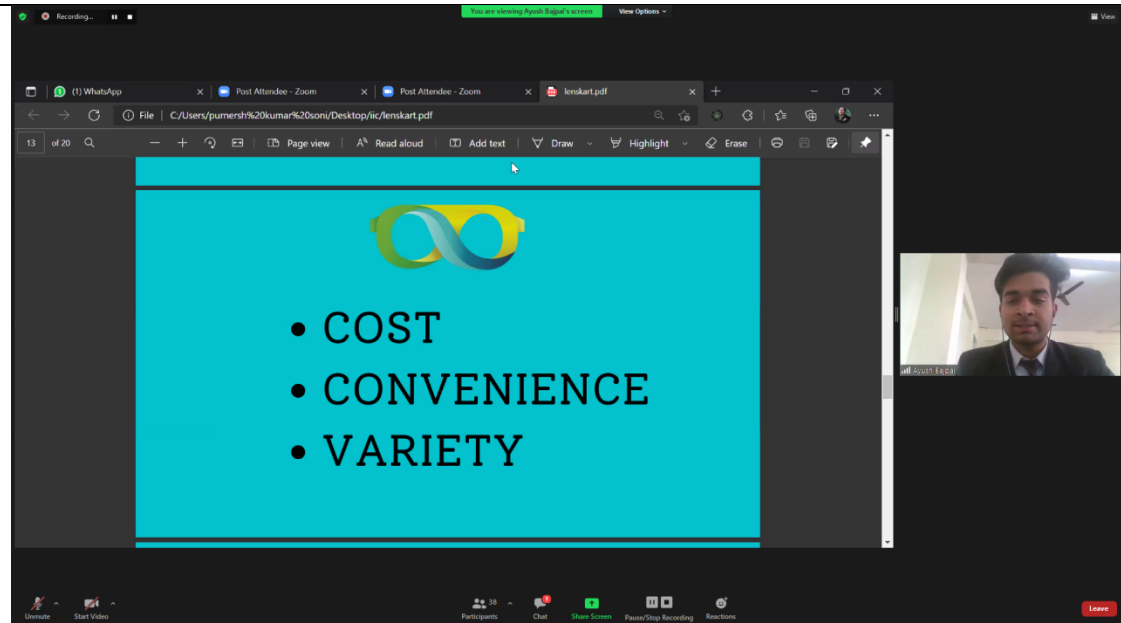 Recording...
You are viewing Ayush Bajpai's screen View Options
View
(1) WhatsApp
Post Attendee - Zoom
Post Attendee - Zoom
lenskart.pdf
File C:/Users/purnersh%20kumar%20soni/Desktop/iic/lenskart.pdf
13 of 20 Page view Read aloud Add text Draw Highlight Erase
• COST
• CONVENIENCE
• VARIETY
Ayush Bajpai
Unmute
Start Video
38
Participants
Chat
Share Screen
Pause/Stop Recording
Reactions
Leave